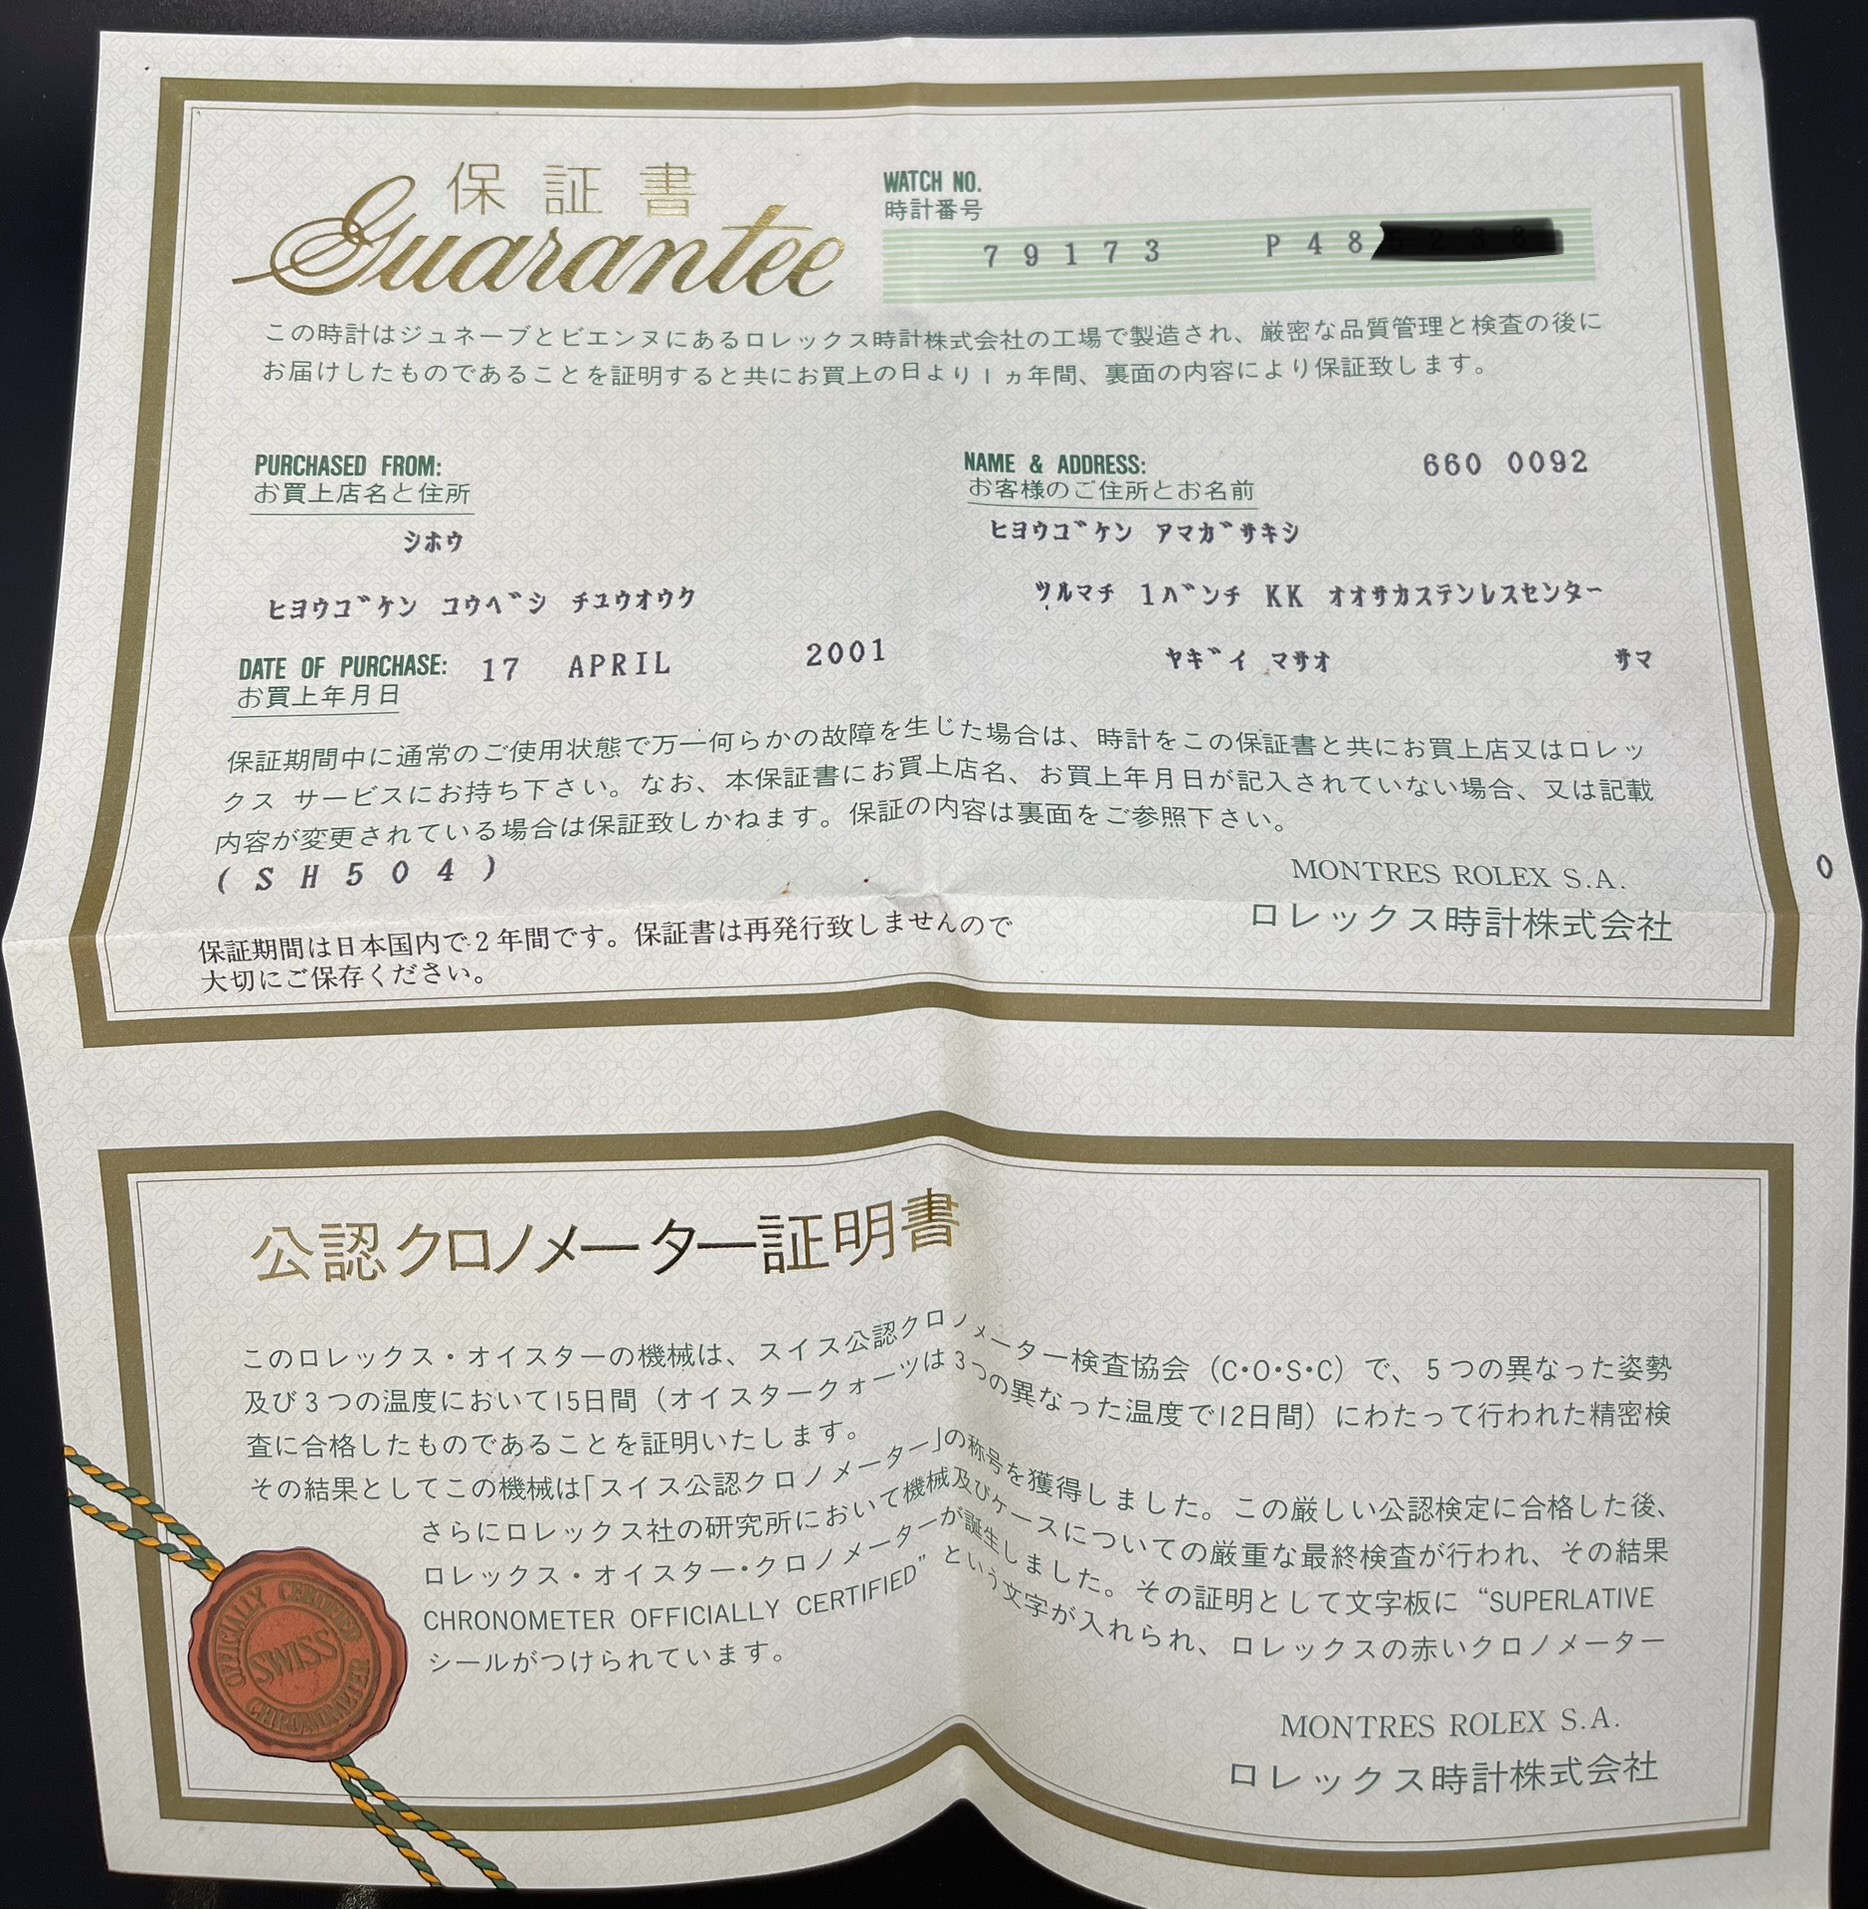 保証書
Guarantee
WATCH NO.
時計番号
79173 P48
この時計はジュネーブとビエンヌにあるロレックス時計株式会社の工場で製造され、厳密な品質管理と検査の後に
お届けしたものであることを証明すると共にお買上の日より1ヵ年間、裏面の内容により保証致します。
PURCHASED FROM:
お買上店名と住所
シホウ
ヒヨウゴケン コウベシ チユウオウク
DATE OF PURCHASE: 17 APRIL 2001
お買上年月日
NAME & ADDRESS: 660 0092
お客様のご住所とお名前
ヒヨウゴケン アマガサキシ
ツルマチ 1バンチ KK オオサカステンレスセンター
ヤギイ マサオ サマ
保証期間中に通常のご使用状態で万一何らかの故障を生じた場合は、時計をこの保証書と共にお買上店又はロレッ
クス サービスにお持ち下さい。なお、本保証書にお買上店名、お買上年月日が記入されていない場合、又は記載
内容が変更されている場合は保証致しかねます。保証の内容は裏面をご参照下さい。
(SH504)
MONTRES ROLEX S.A.
ロレックス時計株式会社
0
保証期間は日本国内で2年間です。保証書は再発行致しませんので
大切にご保存ください。
公認クロノメーター証明書
このロレックス・オイスターの機械は、スイス公認クロノメーター検査協会（C・O・S・C）で、5つの異なった姿勢
及び3つの温度において15日間（オイスタークォーツは3つの異なった温度で12日間）にわたって行われた精密検
査に合格したものであることを証明いたします。
その結果としてこの機械は「スイス公認クロノメーター」の称号を獲得しました。この厳しい公認検定に合格した後、
さらにロレックス社の研究所において機械及びケースについての厳重な最終検査が行われ、その結果
ロレックス・オイスター・クロノメーターが誕生しました。その証明として文字板に “SUPERLATIVE
CHRONOMETER OFFICIALLY CERTIFIED” という文字が入れられ、ロレックスの赤いクロノメーター
シールがつけられています。
OFFICIALLY CERTIFIED
SWISS
CHRONOMETER
MONTRES ROLEX S.A.
ロレックス時計株式会社